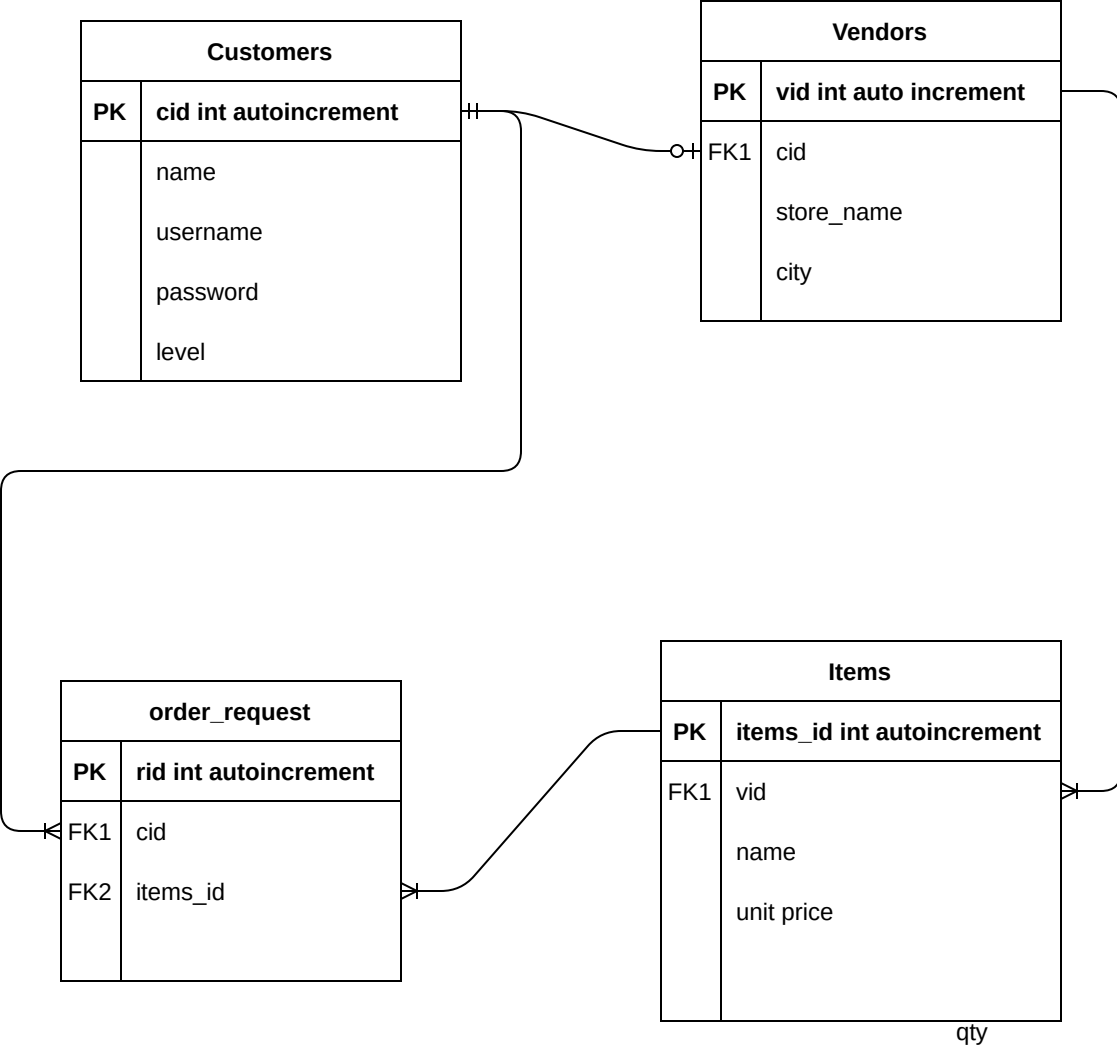 Customers
PK cid int autoincrement
name
username
password
level
Vendors
PK vid int auto increment
FK1 cid
store_name
city
order_request
PK rid int autoincrement
FK1 cid
FK2 items_id
Items
PK items_id int autoincrement
FK1 vid
name
unit price
qty